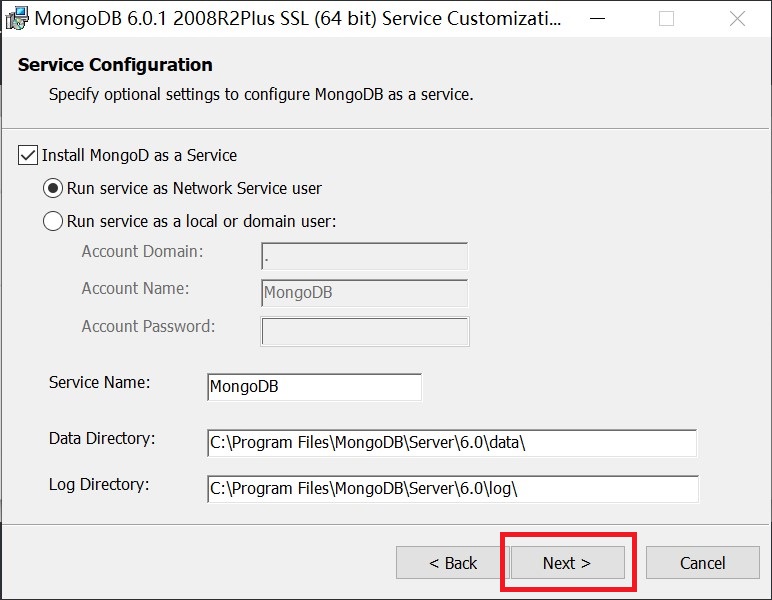 MongoDB 6.0.1 2008R2Plus SSL (64 bit) Service Customizati...
Service Configuration
Specify optional settings to configure MongoDB as a service.
Install MongoD as a Service
Run service as Network Service user
Run service as a local or domain user:
Account Domain: .
Account Name: MongoDB
Account Password:
Service Name: MongoDB
Data Directory: C:\Program Files\MongoDB\Server\6.0\data\
Log Directory: C:\Program Files\MongoDB\Server\6.0\log\
< Back Next > Cancel